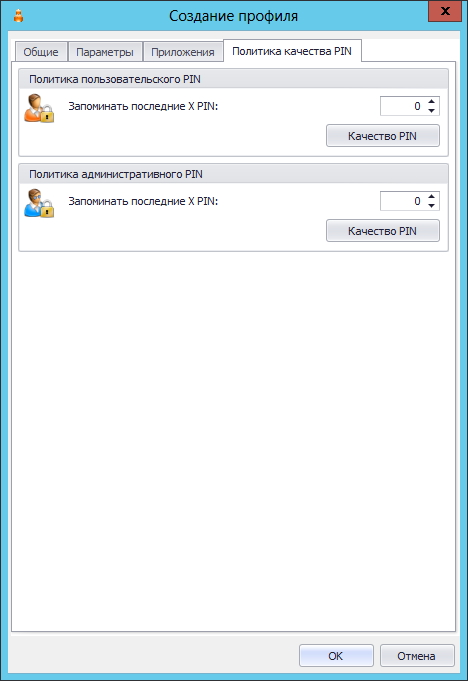 Создание профиля
x
Общие Параметры Приложения Политика качества PIN
Политика пользовательского PIN
Запоминать последние X PIN: 0
Качество PIN
Политика административного PIN
Запоминать последние X PIN: 0
Качество PIN
OK Отмена